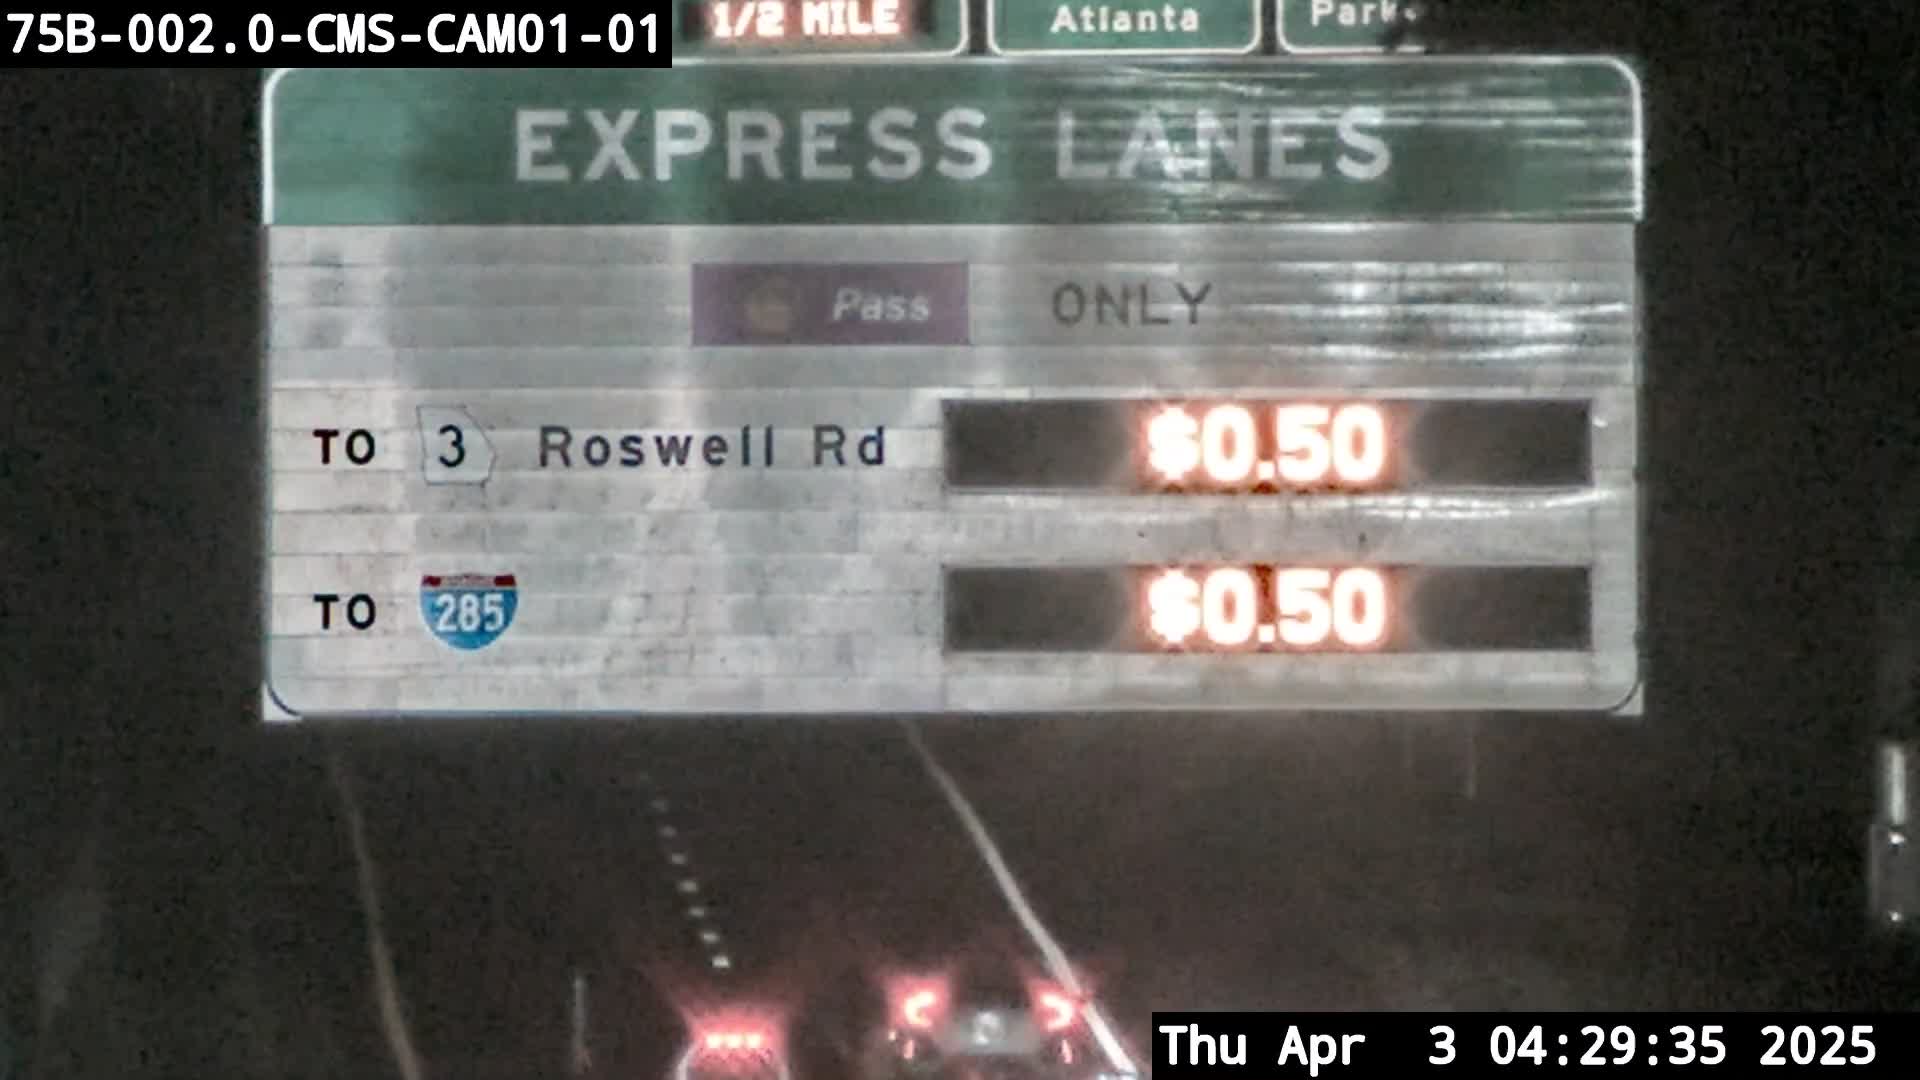 75B-002.0-CMS-CAM01-01
1/2 MILE
Atlanta
EXPRESS LANES
Pass ONLY
TO 3 Roswell Rd $0.50
TO 285 $0.50
Thu Apr 3 04:29:35 2025